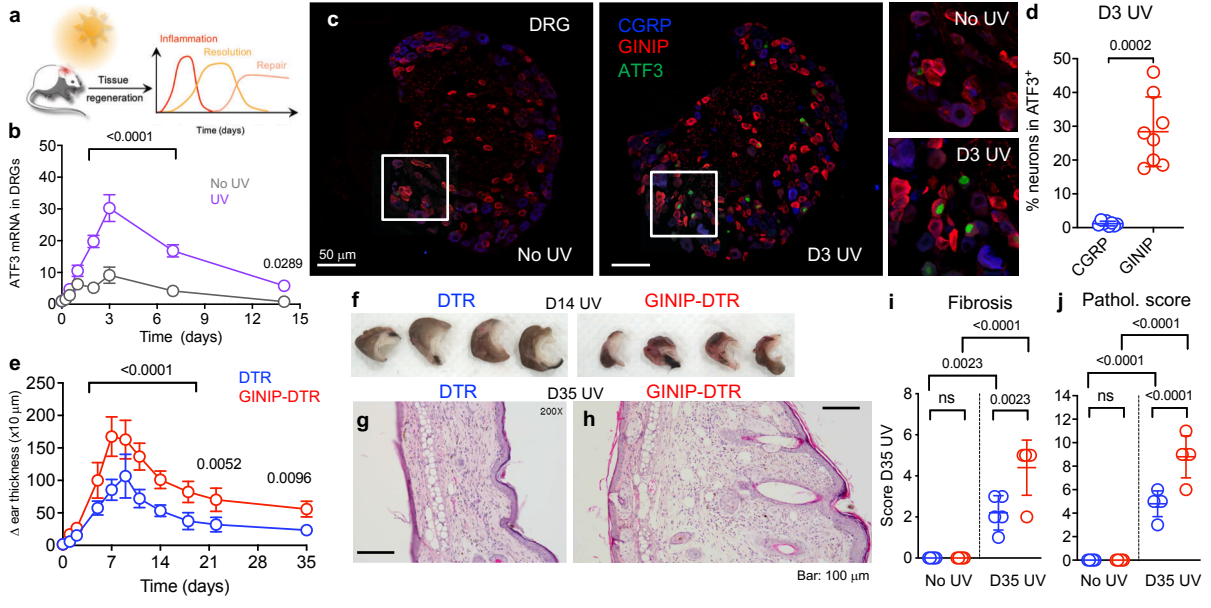 a
Inflammation
Resolution
Repair
Tissue
regeneration
Time (days)
b
<0.0001
No UV
UV
0.0289
ATF3 mRNA in DRGs
50
40
30
20
10
0
0 3 6 9 12 15
Time (days)
c
DRG
No UV
50 μm
CGRP
GINIP
ATF3
D3 UV
No UV
D3 UV
d
D3 UV
0.0002
% neurons in ATF3+
50
40
30
20
10
0
CGRP
GINIP
e
<0.0001
DTR
GINIP-DTR
0.0052
0.0096
Δ ear thickness (x10 μm)
250
200
150
100
50
0
0 7 14 21 28 35
Time (days)
f
DTR D14 UV GINIP-DTR
DTR D35 UV GINIP-DTR
g
200X
h
Bar: 100 μm
i
Fibrosis
<0.0001
0.0023
ns
0.0023
Score D35 UV
8
6
4
2
0
No UV D35 UV
j
Pathol. score
<0.0001
<0.0001
ns
<0.0001
14
12
10
8
6
4
2
0
No UV D35 UV